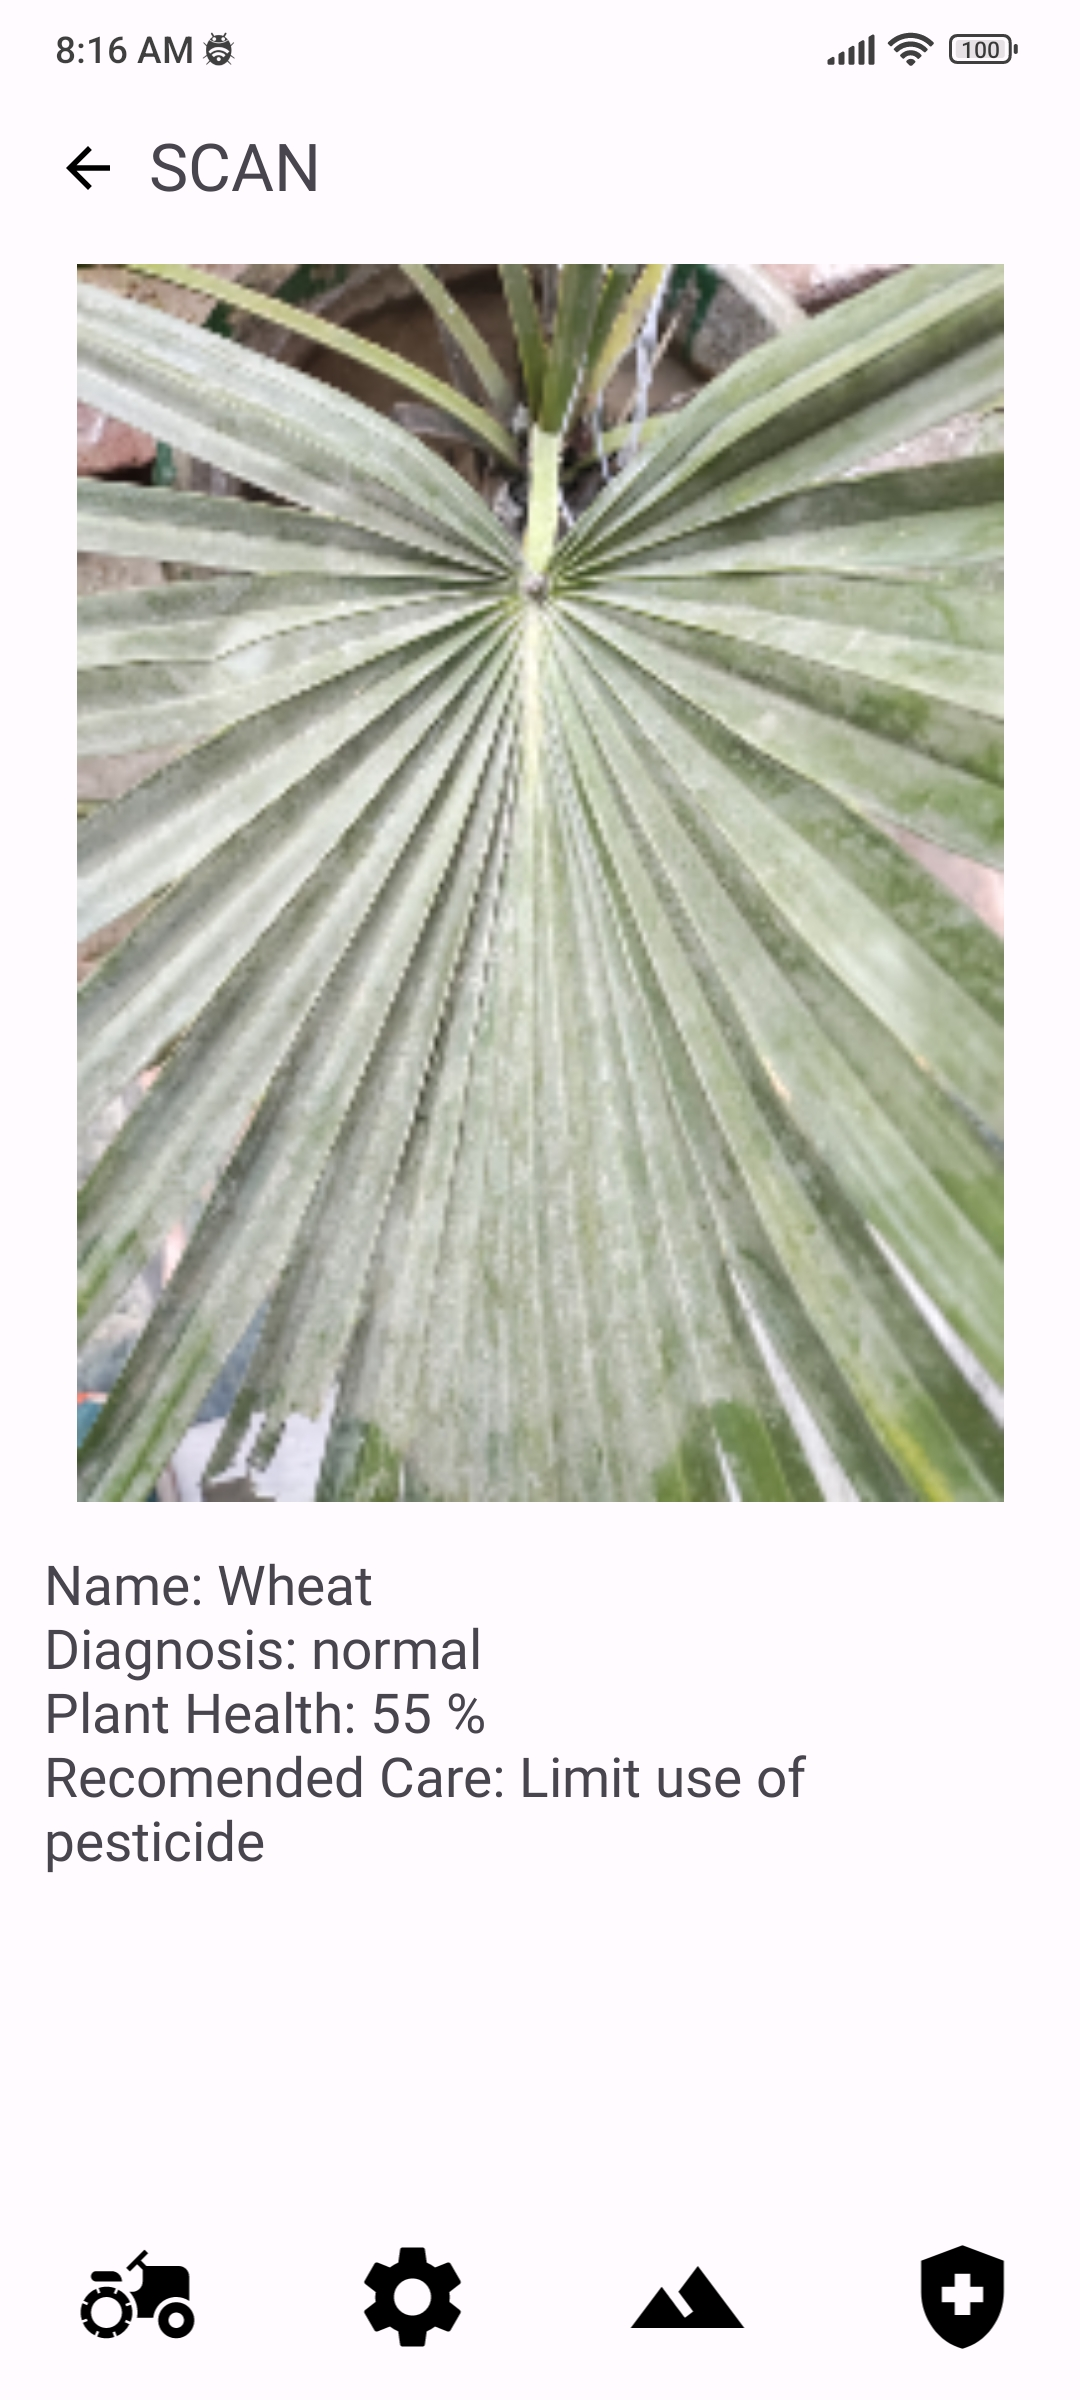 8:16 AM
100
SCAN
Name: Wheat
Diagnosis: normal
Plant Health: 55 %
Recomended Care: Limit use of
pesticide